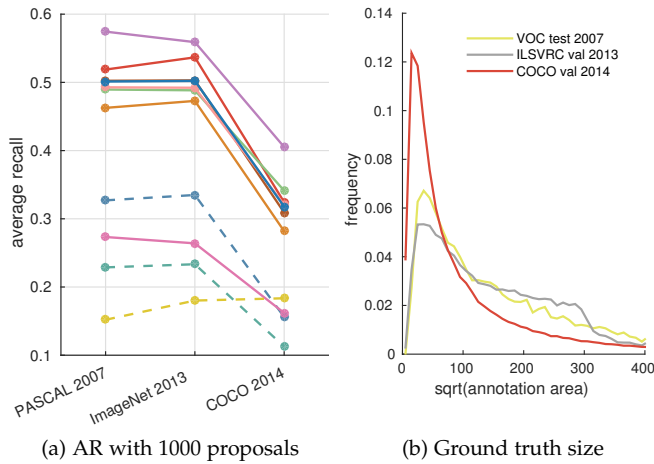 0.6
0.5
0.4
0.3
0.2
0.1
average recall
PASCAL 2007
ImageNet 2013
COCO 2014
(a) AR with 1000 proposals
0.14
0.12
0.1
0.08
0.06
0.04
0.02
0
frequency
VOC test 2007
ILSVRC val 2013
COCO val 2014
0 100 200 300 400
sqrt(annotation area)
(b) Ground truth size